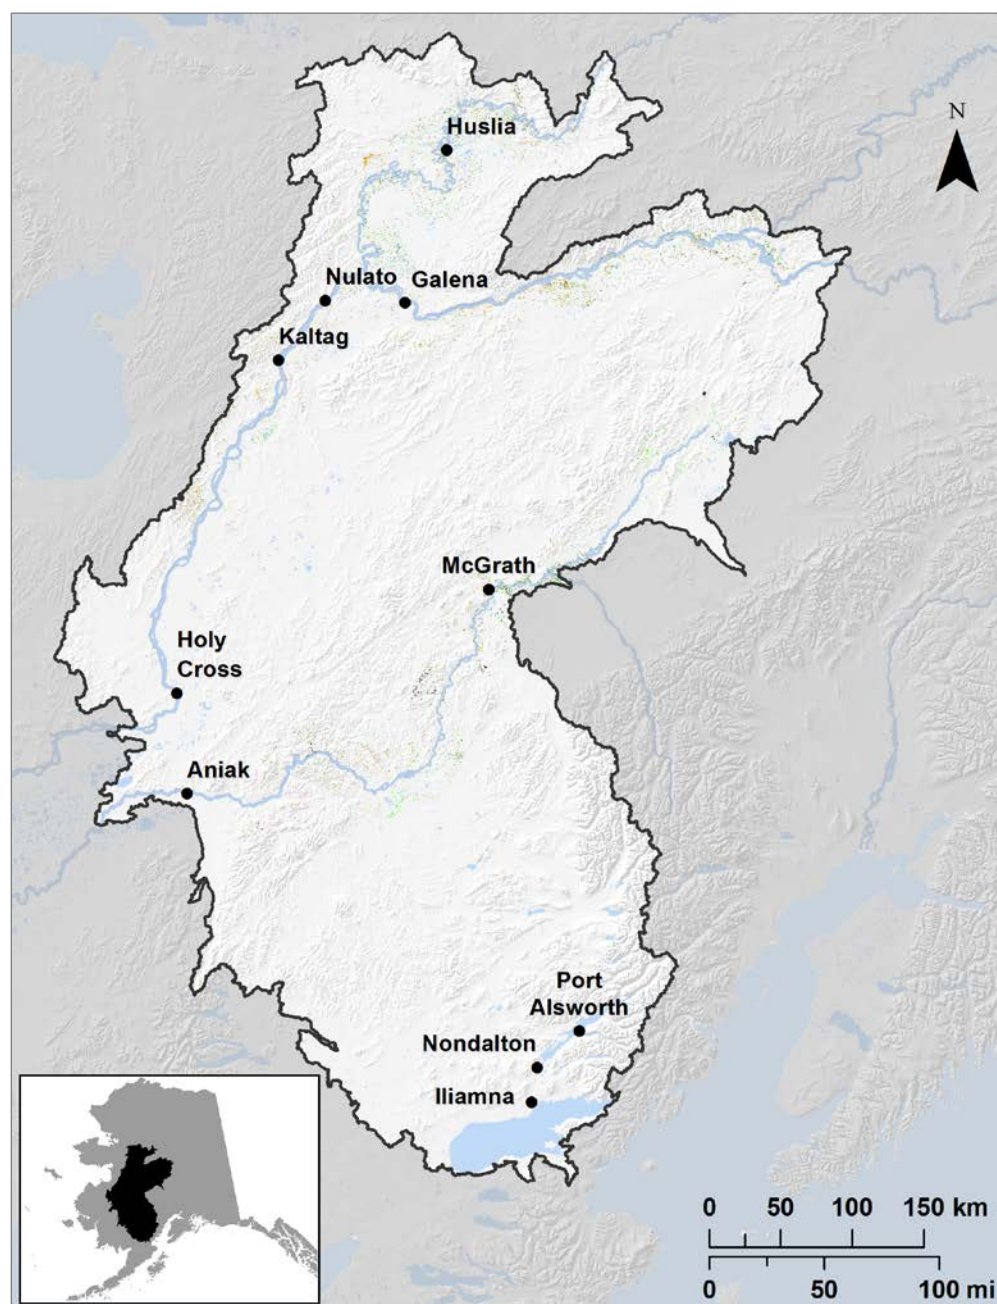 Huslia
N
Nulato
Galena
Kaltag
McGrath
Holy
Cross
Aniak
Port
Alsworth
Nondalton
Iliamna
0 50 100 150 km
0 50 100 mi